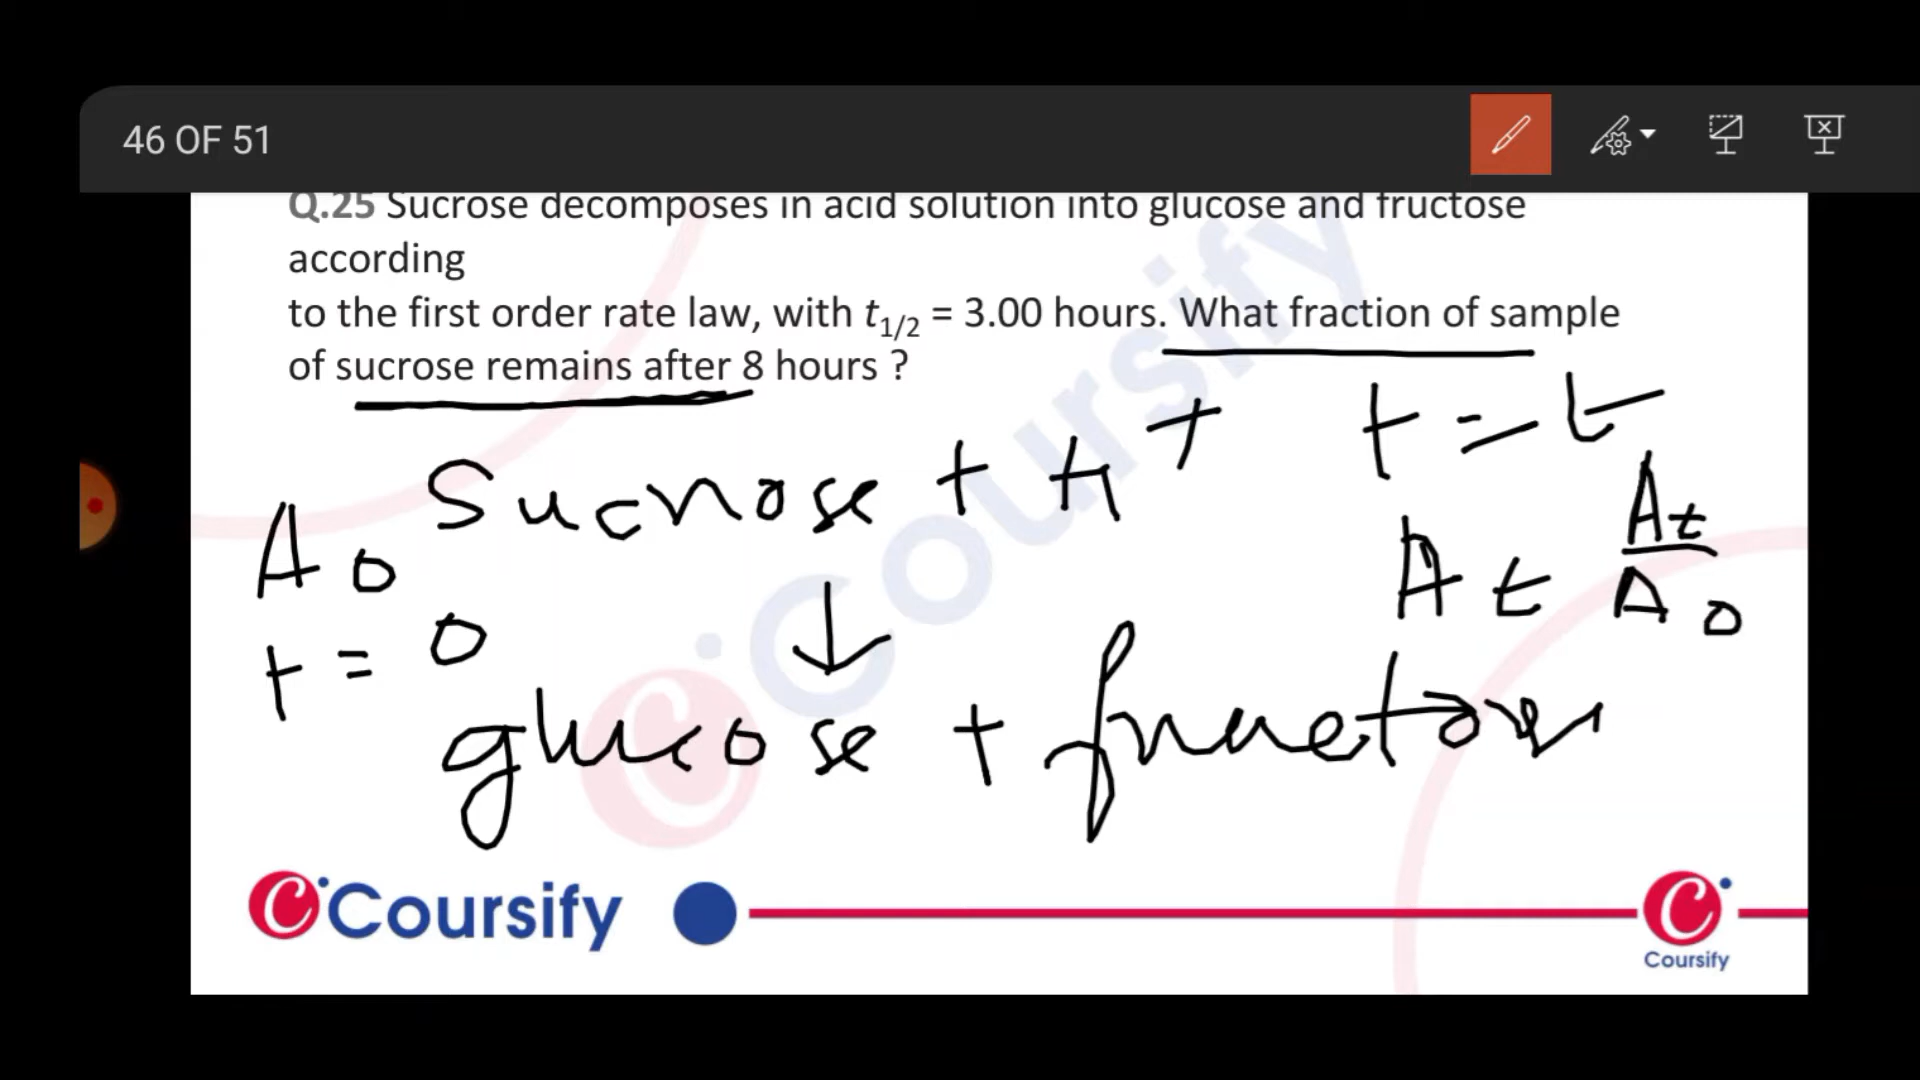 46 OF 51
Q.25 Sucrose decomposes in acid solution into glucose and fructose
according
to the first order rate law, with t1/2 = 3.00 hours. What fraction of sample
of sucrose remains after 8 hours ?
Sucrose + H+
t = t
A0
At
At/A0
t = 0
↓
glucose + fructose
Coursify
Coursify
Coursify